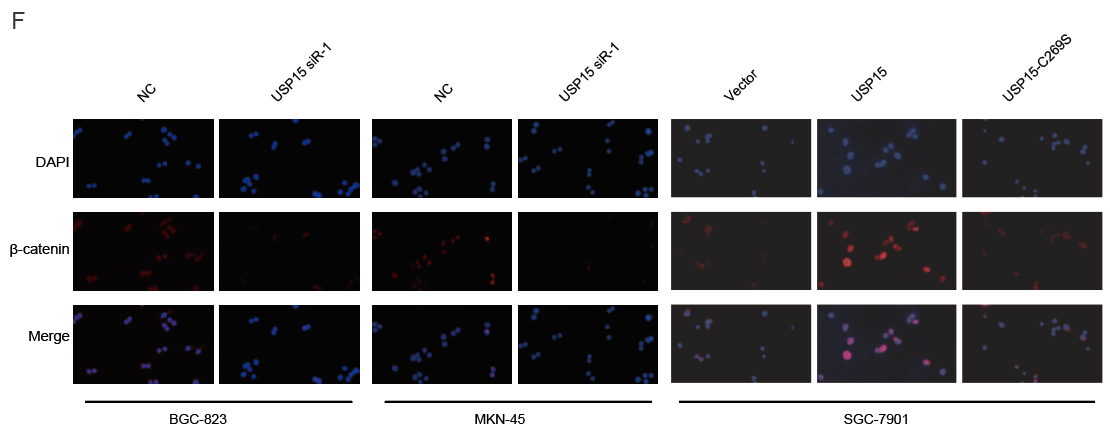 F
NC
USP15 siR-1
NC
USP15 siR-1
Vector
USP15
USP15-C269S
DAPI
β-catenin
Merge
BGC-823
MKN-45
SGC-7901